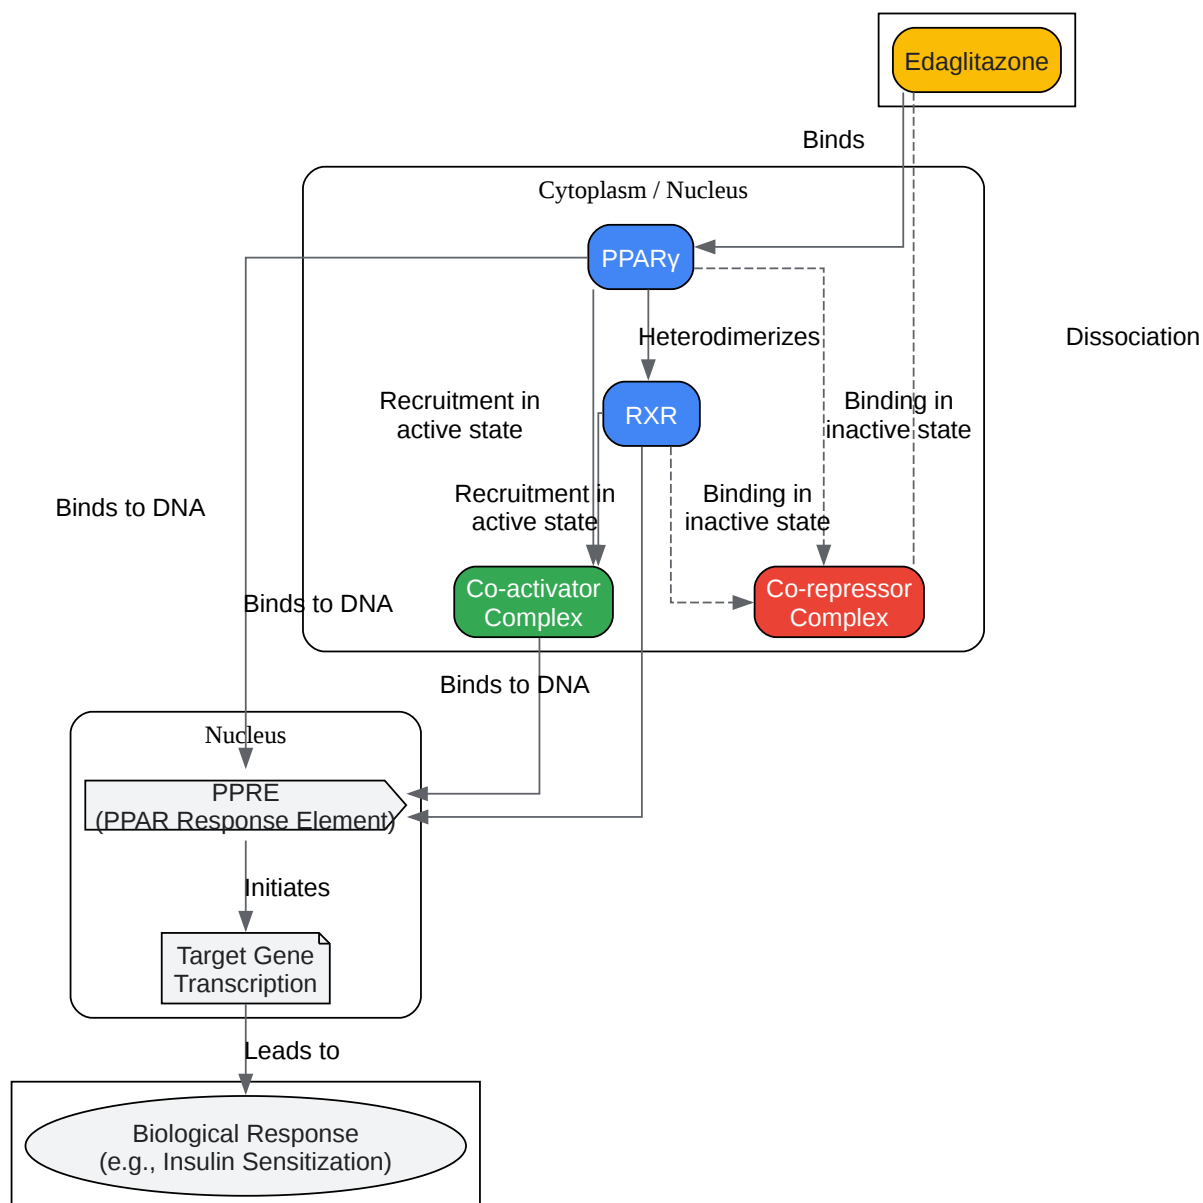 Edaglitazone
Binds
Cytoplasm / Nucleus
PPARγ
Heterodimerizes
Dissociation
Recruitment in
active state
RXR
Binding in
inactive state
Binds to DNA
Recruitment in
active state
Binding in
inactive state
Co-activator
Complex
Co-repressor
Complex
Binds to DNA
Binds to DNA
Nucleus
PPRE
(PPAR Response Element)
Initiates
Target Gene
Transcription
Leads to
Biological Response
(e.g., Insulin Sensitization)